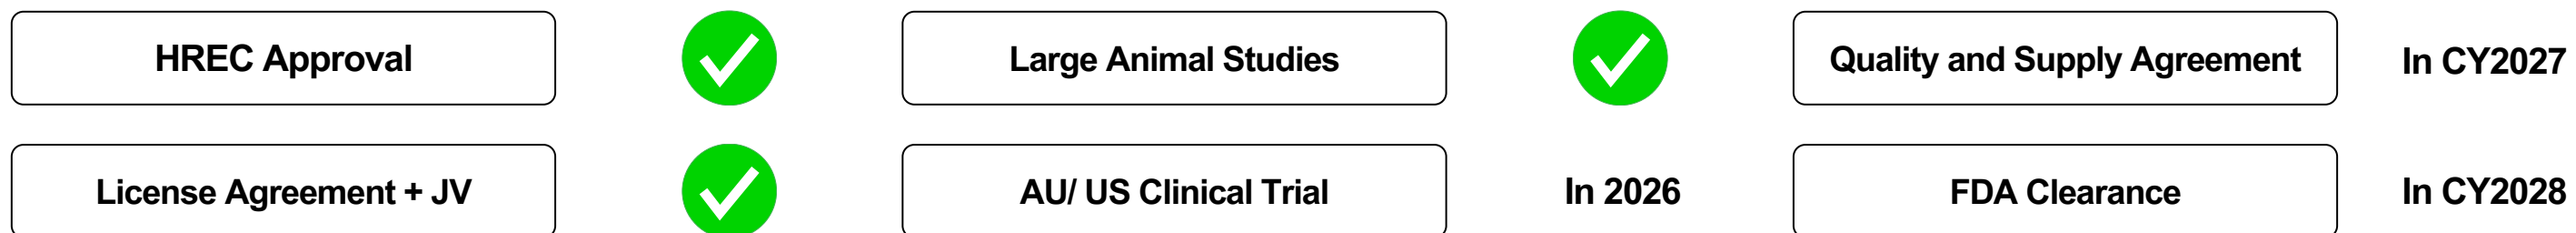 HREC Approval
Large Animal Studies
Quality and Supply Agreement
In CY2027
License Agreement + JV
AU/ US Clinical Trial
In 2026
FDA Clearance
In CY2028